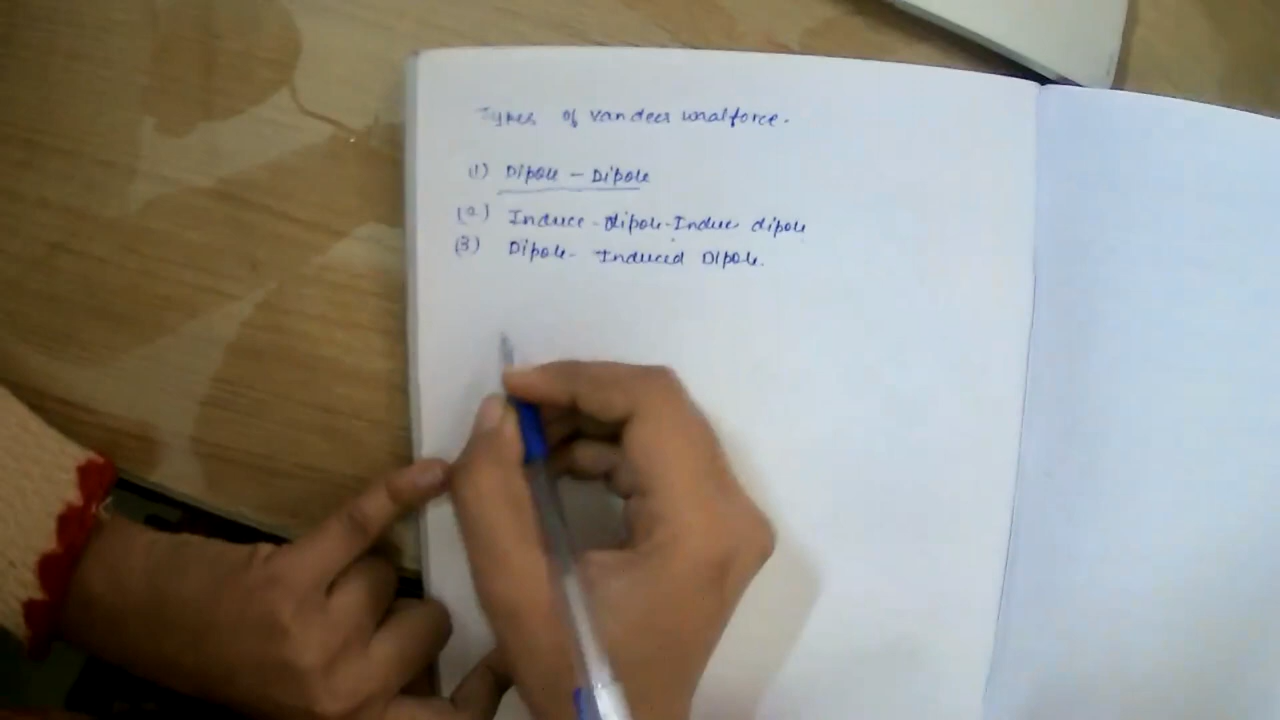 Types of vandeer waalforce.
(1) Dipole - Dipole
(2) Induce - dipole - Induce dipole
(3) Dipole - Induced Dipole.